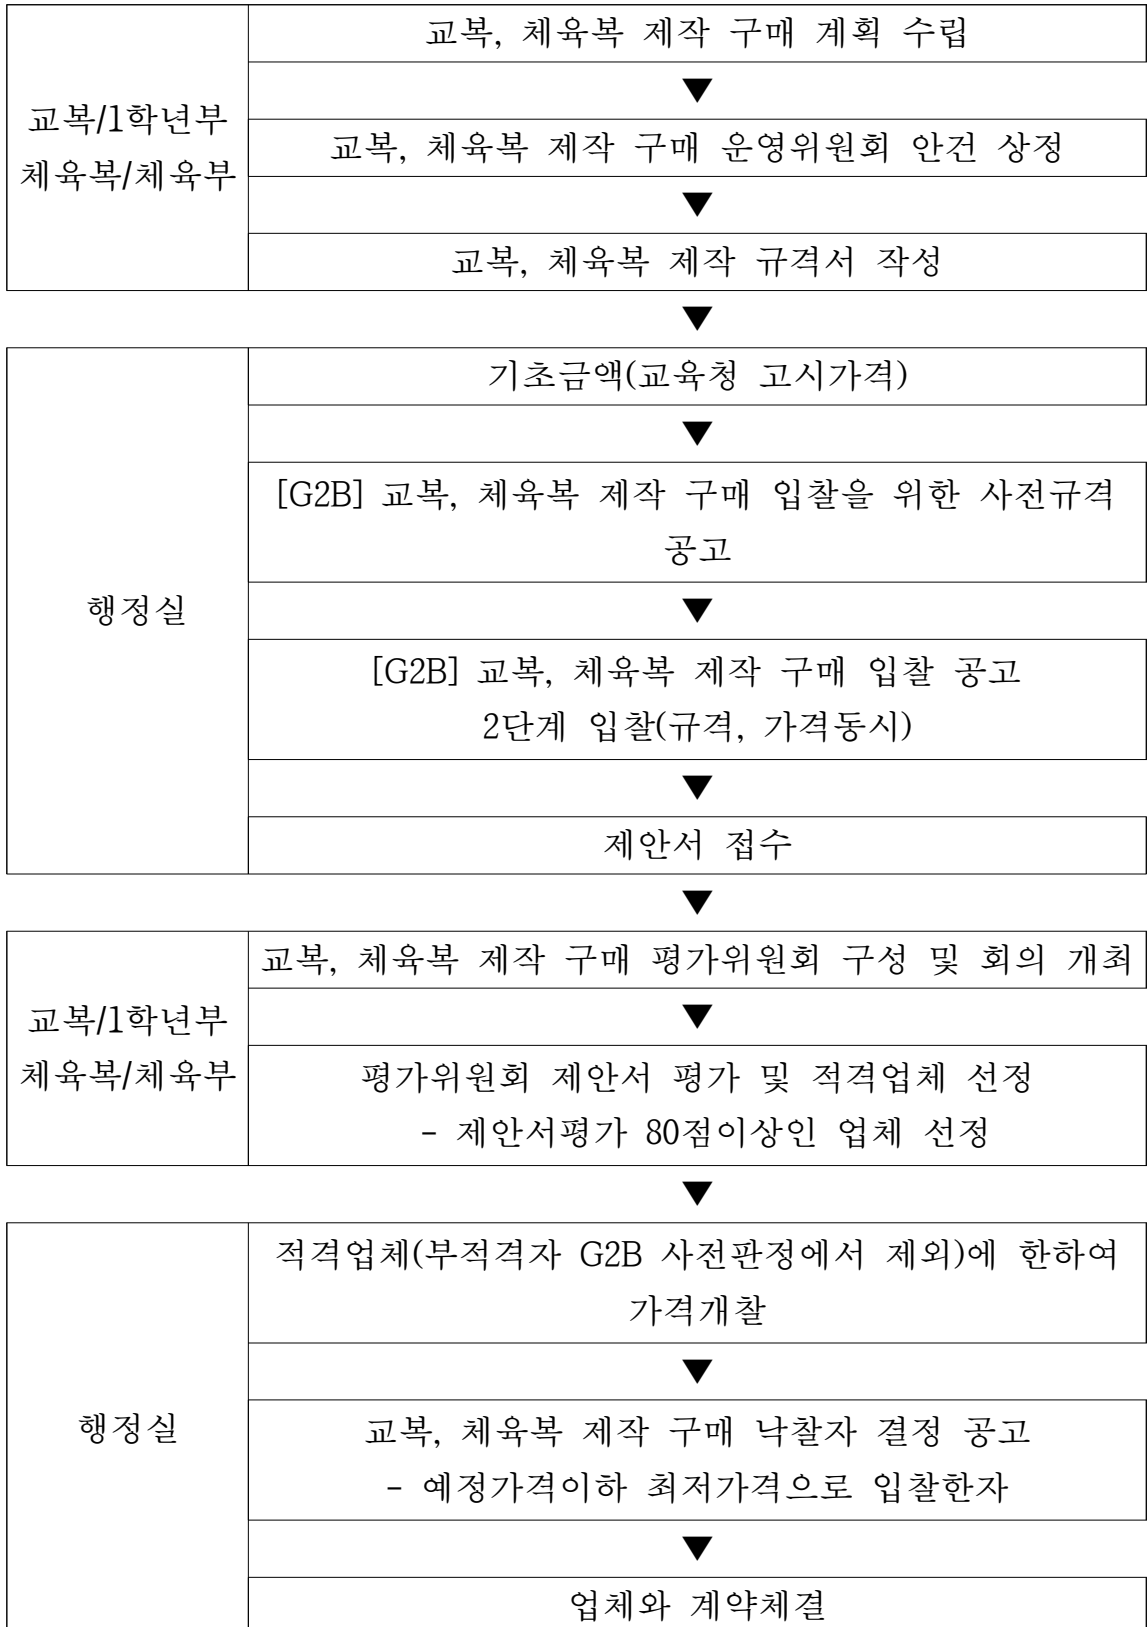 교복/1학년부
체육복/체육부
교복, 체육복 제작 구매 계획 수립
▼
교복, 체육복 제작 구매 운영위원회 안건 상정
▼
교복, 체육복 제작 규격서 작성
▼
행정실
기초금액(교육청 고시가격)
▼
[G2B] 교복, 체육복 제작 구매 입찰을 위한 사전규격
공고
▼
[G2B] 교복, 체육복 제작 구매 입찰 공고
2단계 입찰(규격, 가격동시)
▼
제안서 접수
▼
교복/1학년부
체육복/체육부
교복, 체육복 제작 구매 평가위원회 구성 및 회의 개최
▼
평가위원회 제안서 평가 및 적격업체 선정
- 제안서평가 80점이상인 업체 선정
▼
행정실
적격업체(부적격자 G2B 사전판정에서 제외)에 한하여
가격개찰
▼
교복, 체육복 제작 구매 낙찰자 결정 공고
- 예정가격이하 최저가격으로 입찰한자
▼
업체와 계약체결